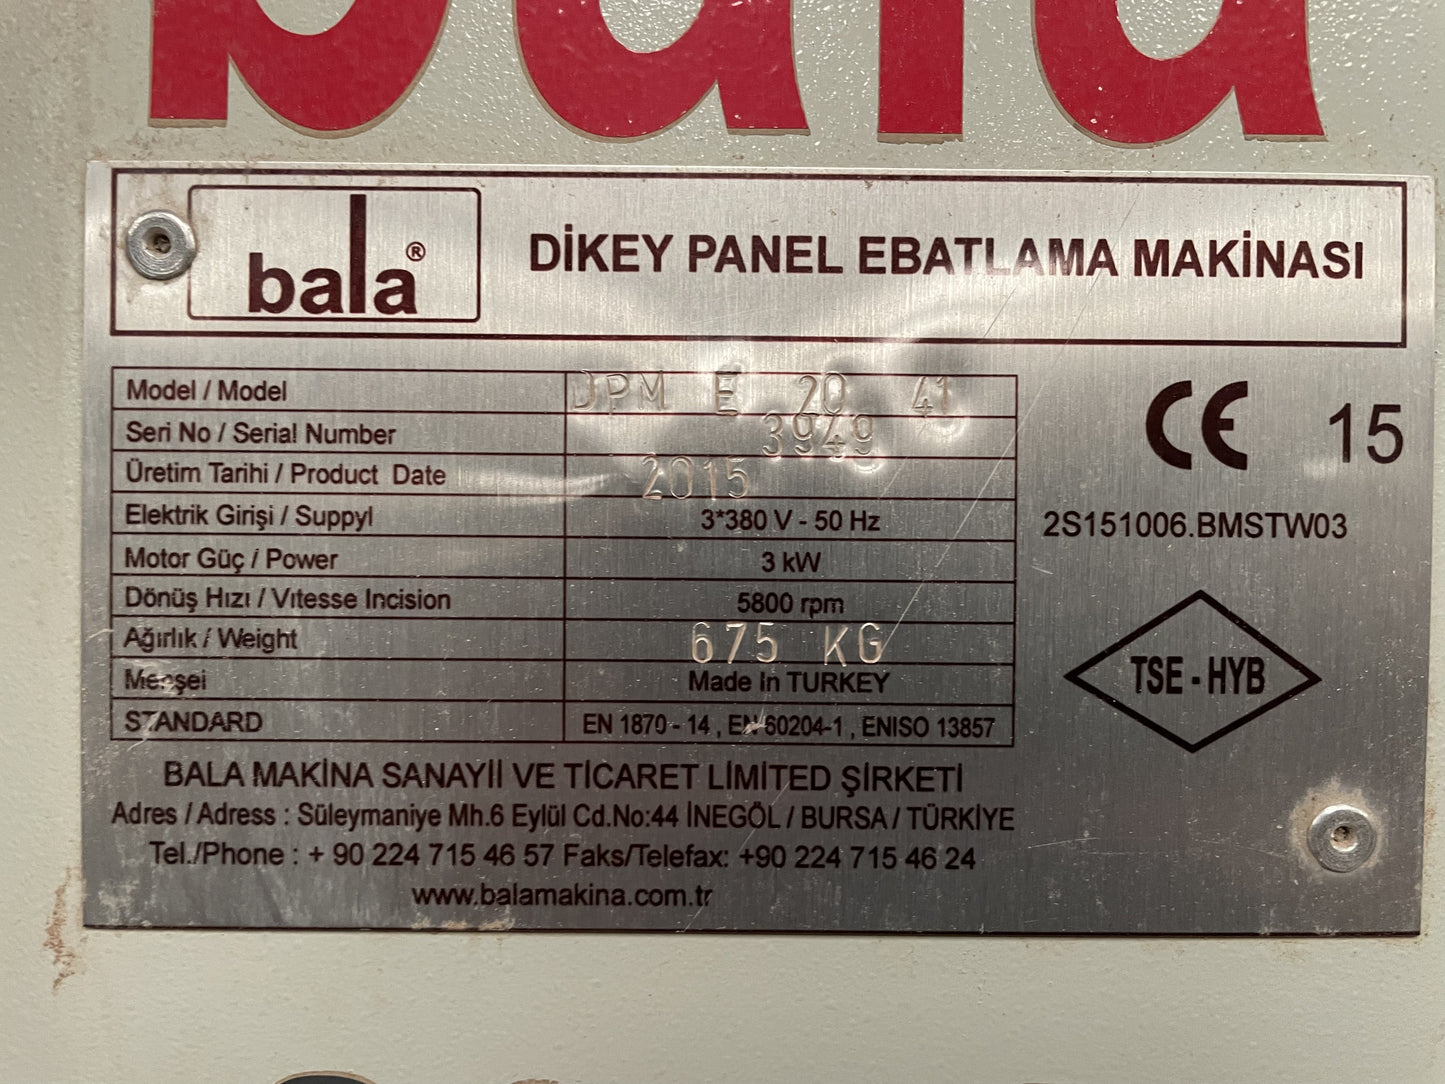 bala
bala®
DİKEY PANEL EBATLAMA MAKİNASI
Model / Model DPM E 20 41
Seri No / Serial Number 3949
Üretim Tarihi / Product Date 2015
Elektrik Girişi / Suppyl 3*380 V - 50 Hz
Motor Güç / Power 3 kW
Dönüş Hızı / Vıtesse Incision 5800 rpm
Ağırlık / Weight 675 KG
Menşei Made In TURKEY
STANDARD EN 1870 - 14 , EN 60204-1 , ENISO 13857
CE 15
2S151006.BMSTW03
TSE - HYB
BALA MAKİNA SANAYİİ VE TİCARET LİMİTED ŞİRKETİ
Adres / Adress : Süleymaniye Mh.6 Eylül Cd.No:44 İNEGÖL / BURSA / TÜRKİYE
Tel./Phone : + 90 224 715 46 57 Faks/Telefax: +90 224 715 46 24
www.balamakina.com.tr